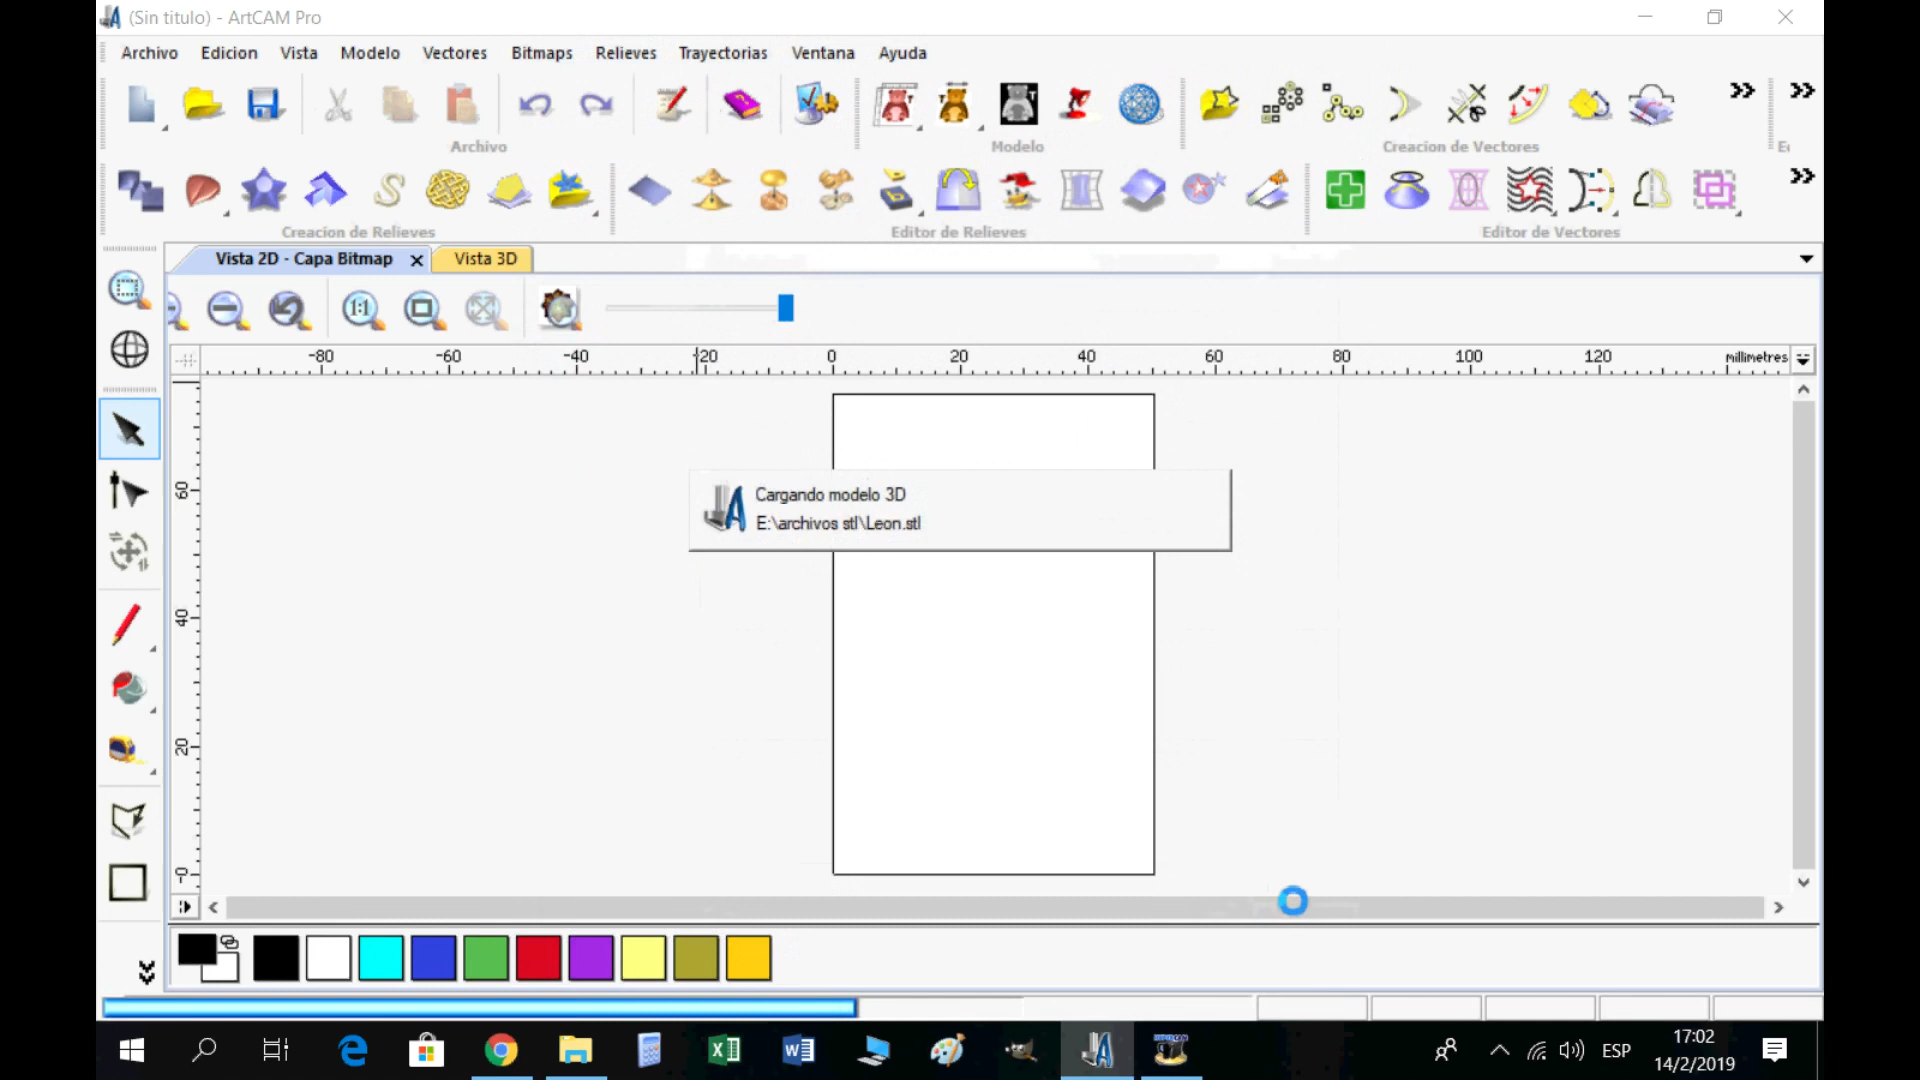 (Sin titulo) - ArtCAM Pro
Archivo Edicion Vista Modelo Vectores Bitmaps Relieves Trayectorias Ventana Ayuda
Archivo Modelo Creacion de Vectores
Creacion de Relieves Editor de Relieves Editor de Vectores
Vista 2D - Capa Bitmap Vista 3D
1:1
-80 -60 -40 -20 0 20 40 60 80 100 120 millimetres
60
Cargando modelo 3D
E:\archivos stl\Leon.stl
40
20
0
17:02
ESP
14/2/2019